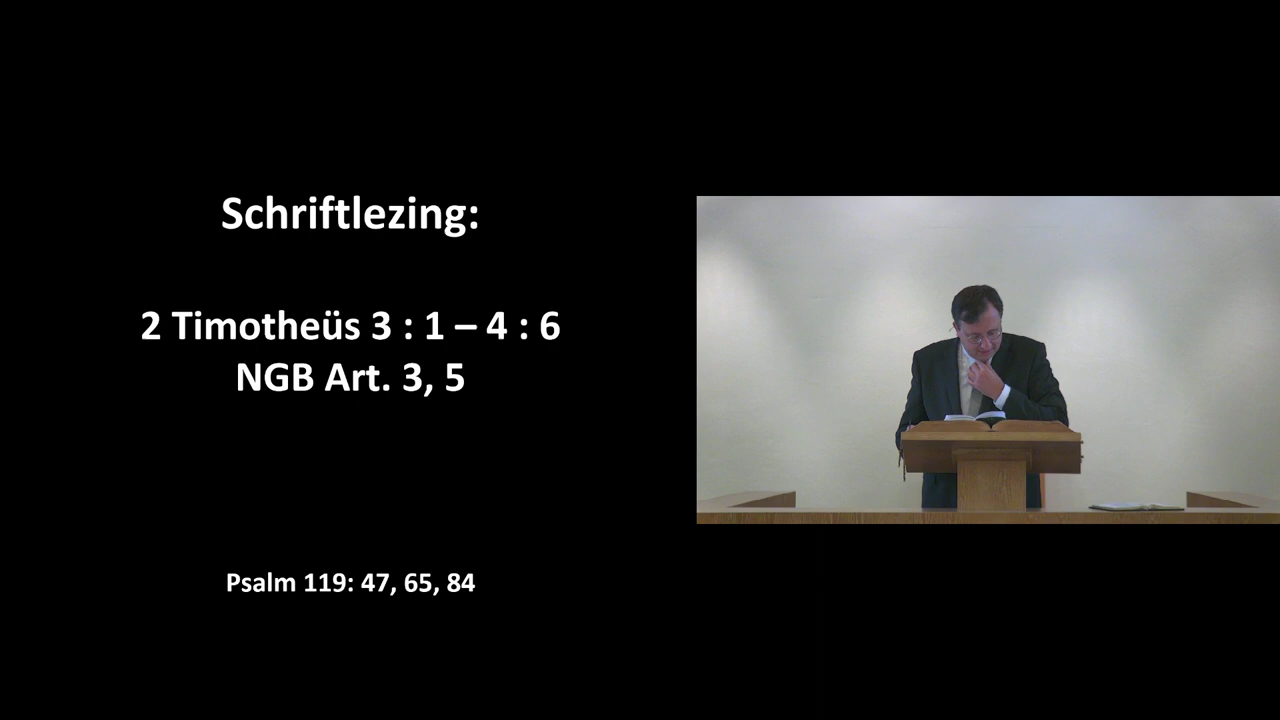 Schriftlezing:
2 Timotheüs 3 : 1 – 4 : 6
NGB Art. 3, 5
Psalm 119: 47, 65, 84